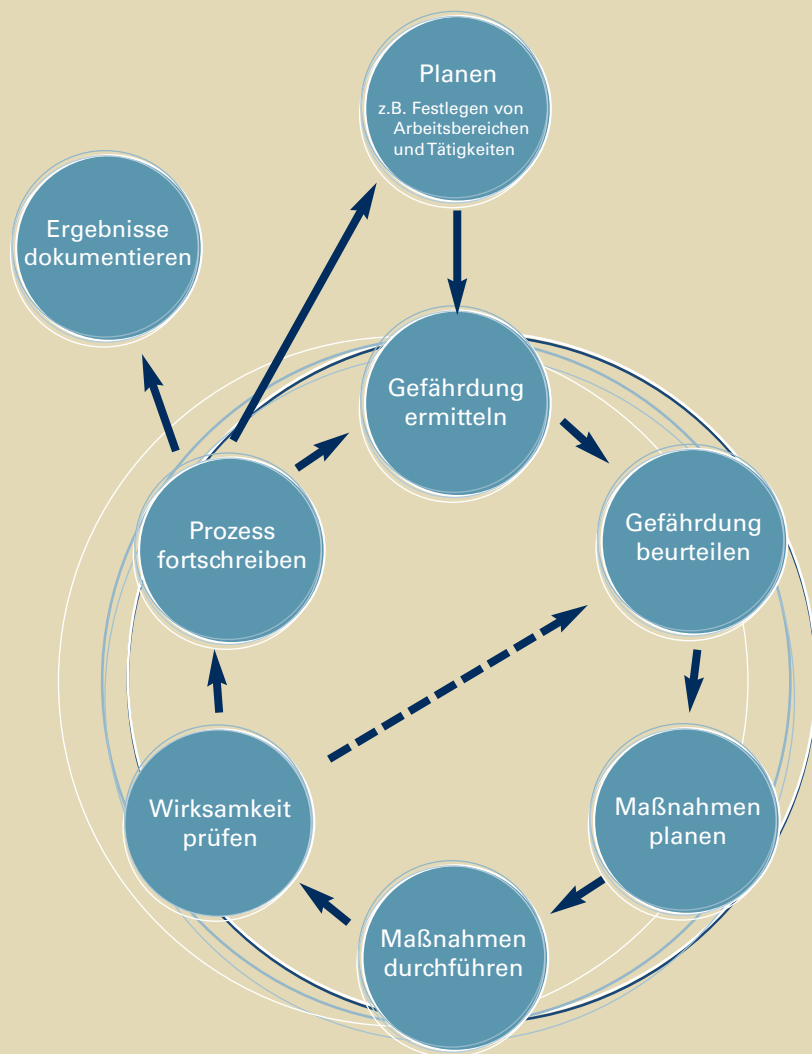 Planen
z.B. Festlegen von
Arbeitsbereichen
und Tätigkeiten
Ergebnisse
dokumentieren
Gefährdung
ermitteln
Gefährdung
beurteilen
Maßnahmen
planen
Maßnahmen
durchführen
Wirksamkeit
prüfen
Prozess
fortschreiben